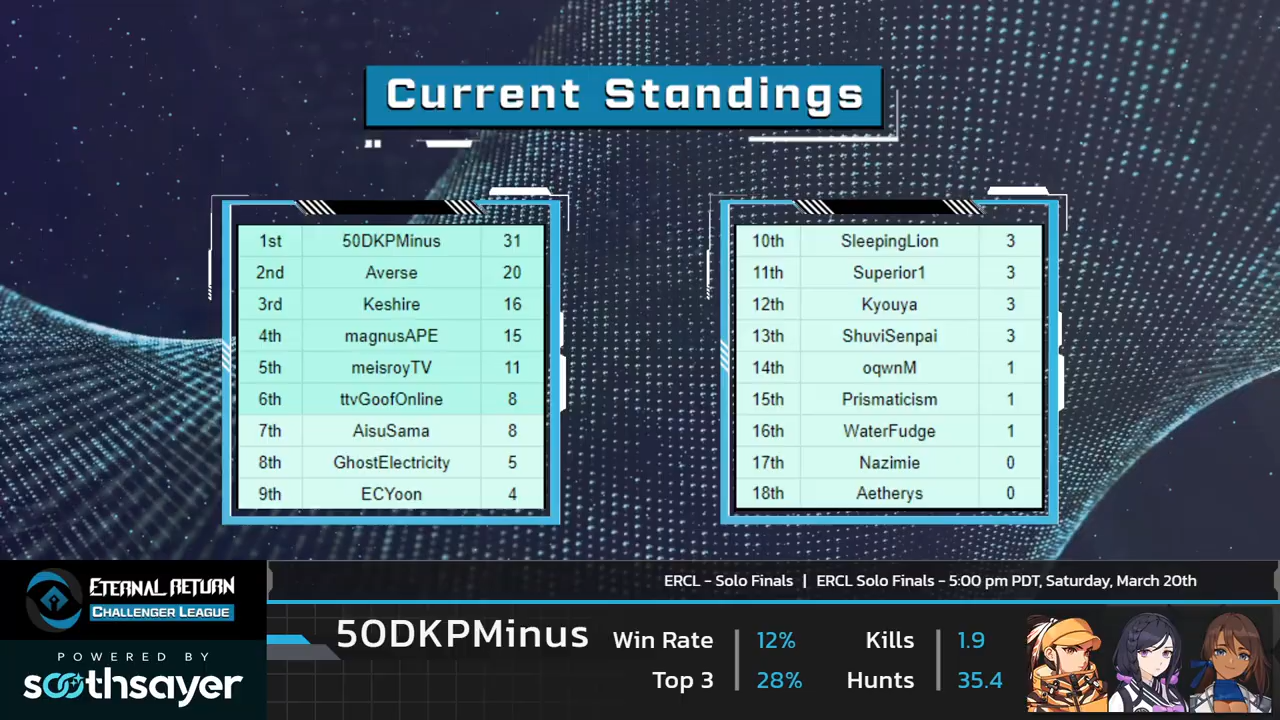 Current Standings
1st 50DKPMinus 31
2nd Averse 20
3rd Keshire 16
4th magnusAPE 15
5th meisroyTV 11
6th ttvGoofOnline 8
7th AisuSama 8
8th GhostElectricity 5
9th ECYoon 4
10th SleepingLion 3
11th Superior1 3
12th Kyouya 3
13th ShuviSenpai 3
14th oqwnM 1
15th Prismaticism 1
16th WaterFudge 1
17th Nazimie 0
18th Aetherys 0
ERCL - Solo Finals | ERCL Solo Finals - 5:00 pm PDT, Saturday, March 20th
ETERNAL RETURN
CHALLENGER LEAGUE
POWERED BY
soothsayer
50DKPMinus
Win Rate 12% Kills 1.9
Top 3 28% Hunts 35.4